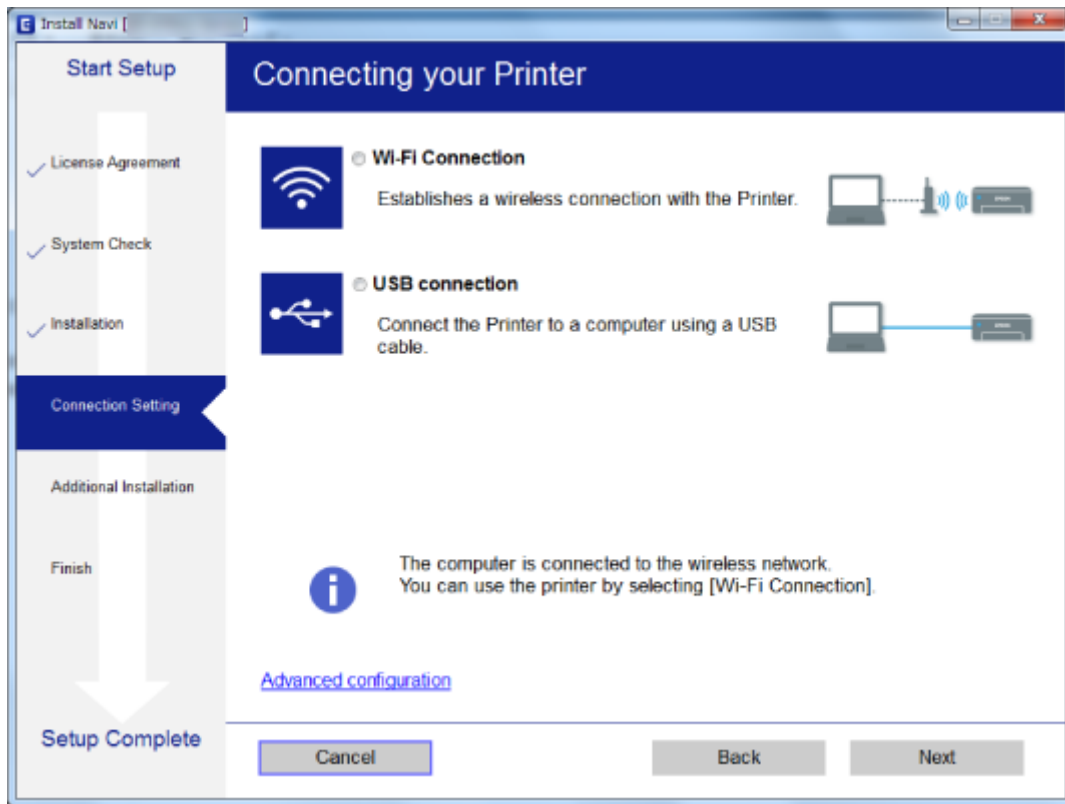 Install Navi [ ]
Start Setup
License Agreement
System Check
Installation
Connection Setting
Additional Installation
Finish
Setup Complete
Connecting your Printer
Wi-Fi Connection
Establishes a wireless connection with the Printer.
USB connection
Connect the Printer to a computer using a USB
cable.
The computer is connected to the wireless network.
You can use the printer by selecting [Wi-Fi Connection].
Advanced configuration
Cancel
Back
Next